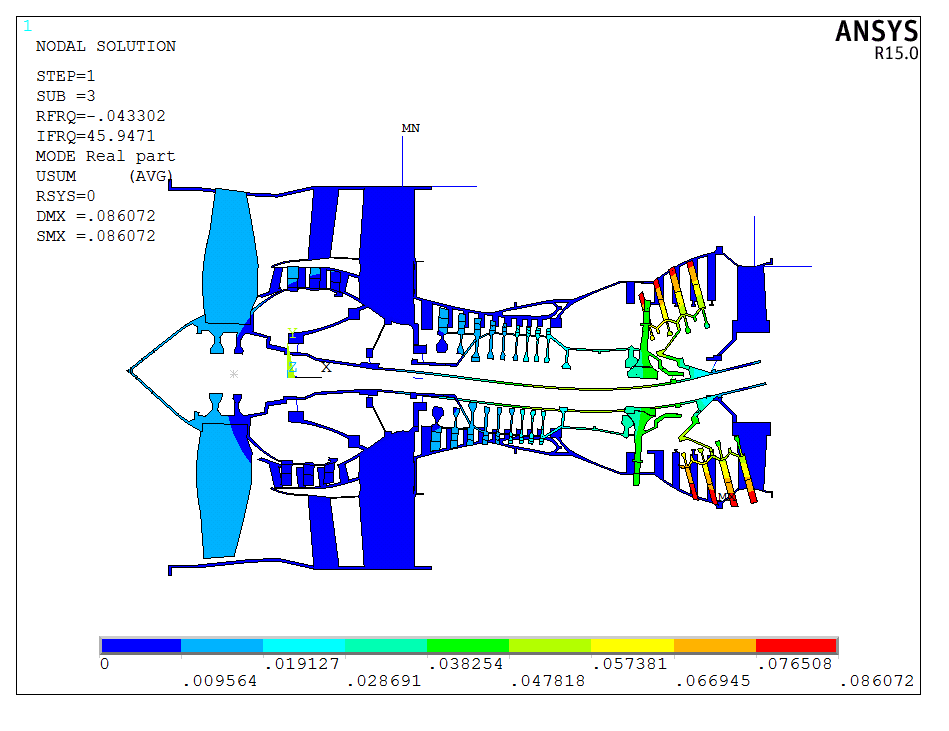 1
ANSYS
R15.0
NODAL SOLUTION
STEP=1
SUB =3
RFRQ=-.043302
IFRQ=45.9471
MODE Real part
USUM (AVG)
RSYS=0
DMX =.086072
SMX =.086072
MN
Y
Z X
0 .019127 .038254 .057381 .076508
.009564 .028691 .047818 .066945 .086072